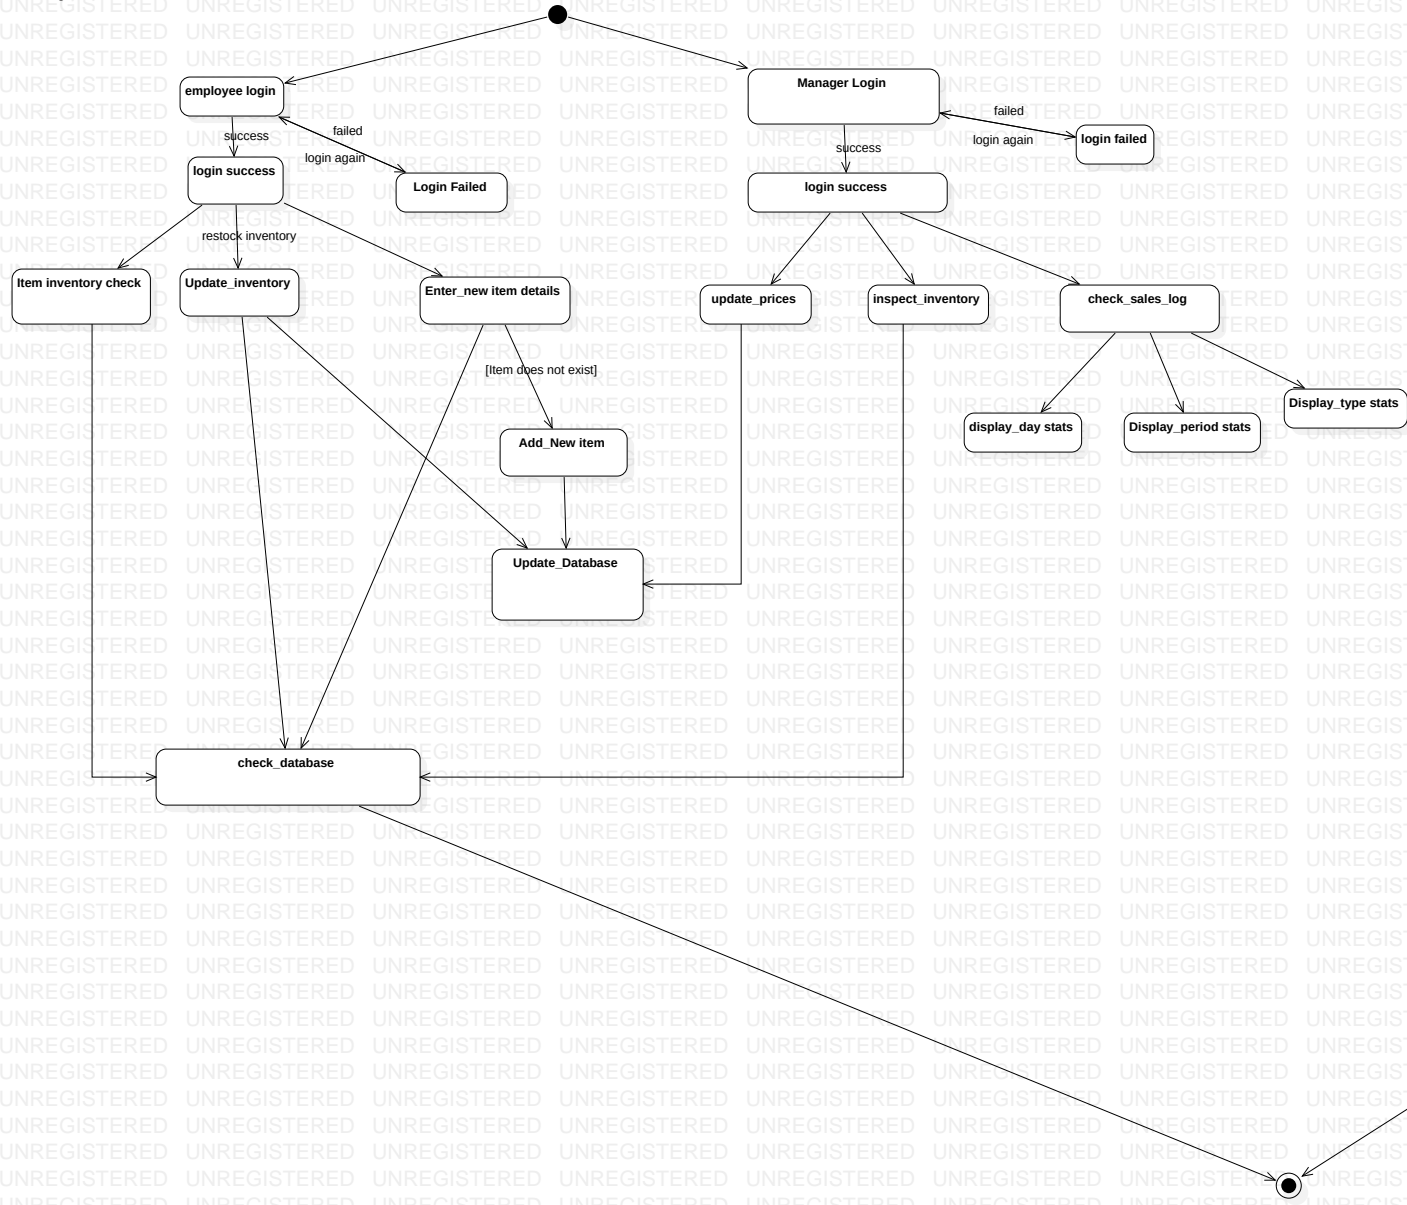 employee login
Manager Login
success
failed
login again
failed
login again
login failed
success
login success
Login Failed
login success
restock inventory
Item inventory check
Update_inventory
Enter_new item details
update_prices
inspect_inventory
check_sales_log
[Item does not exist]
Display_type stats
display_day stats
Display_period stats
Add_New item
Update_Database
check_database
UNREGISTERED